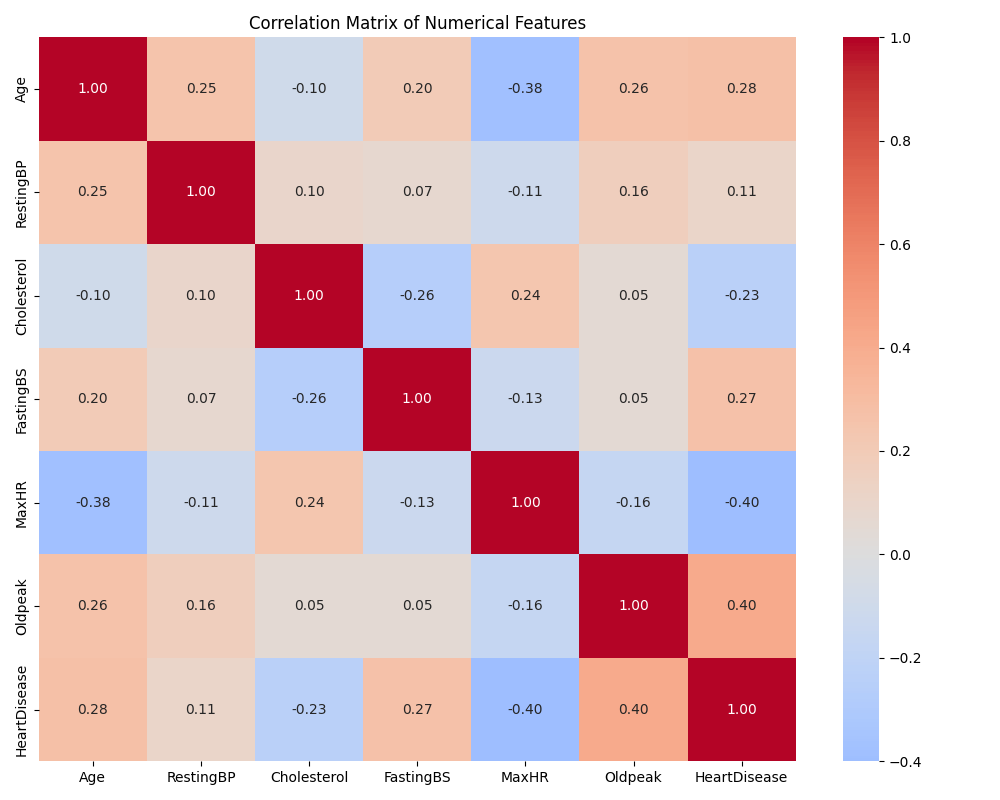 Correlation Matrix of Numerical Features
Age 1.00 0.25 -0.10 0.20 -0.38 0.26 0.28
RestingBP 0.25 1.00 0.10 0.07 -0.11 0.16 0.11
Cholesterol -0.10 0.10 1.00 -0.26 0.24 0.05 -0.23
FastingBS 0.20 0.07 -0.26 1.00 -0.13 0.05 0.27
MaxHR -0.38 -0.11 0.24 -0.13 1.00 -0.16 -0.40
Oldpeak 0.26 0.16 0.05 0.05 -0.16 1.00 0.40
HeartDisease 0.28 0.11 -0.23 0.27 -0.40 0.40 1.00
Age RestingBP Cholesterol FastingBS MaxHR Oldpeak HeartDisease
1.0
0.8
0.6
0.4
0.2
0.0
−0.2
−0.4